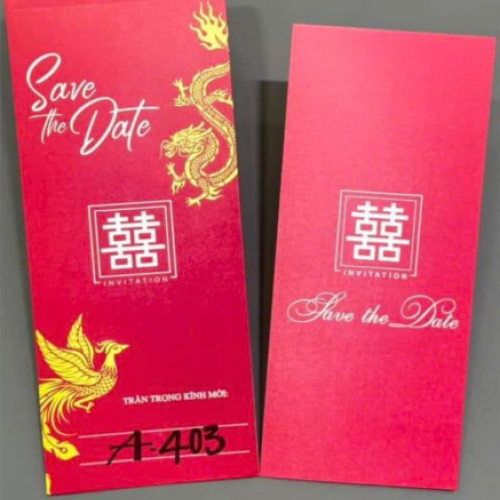 Save
the Date
囍
INVITATION
TRÂN TRỌNG KÍNH MỜI:
A-403
囍
INVITATION
Save the Date